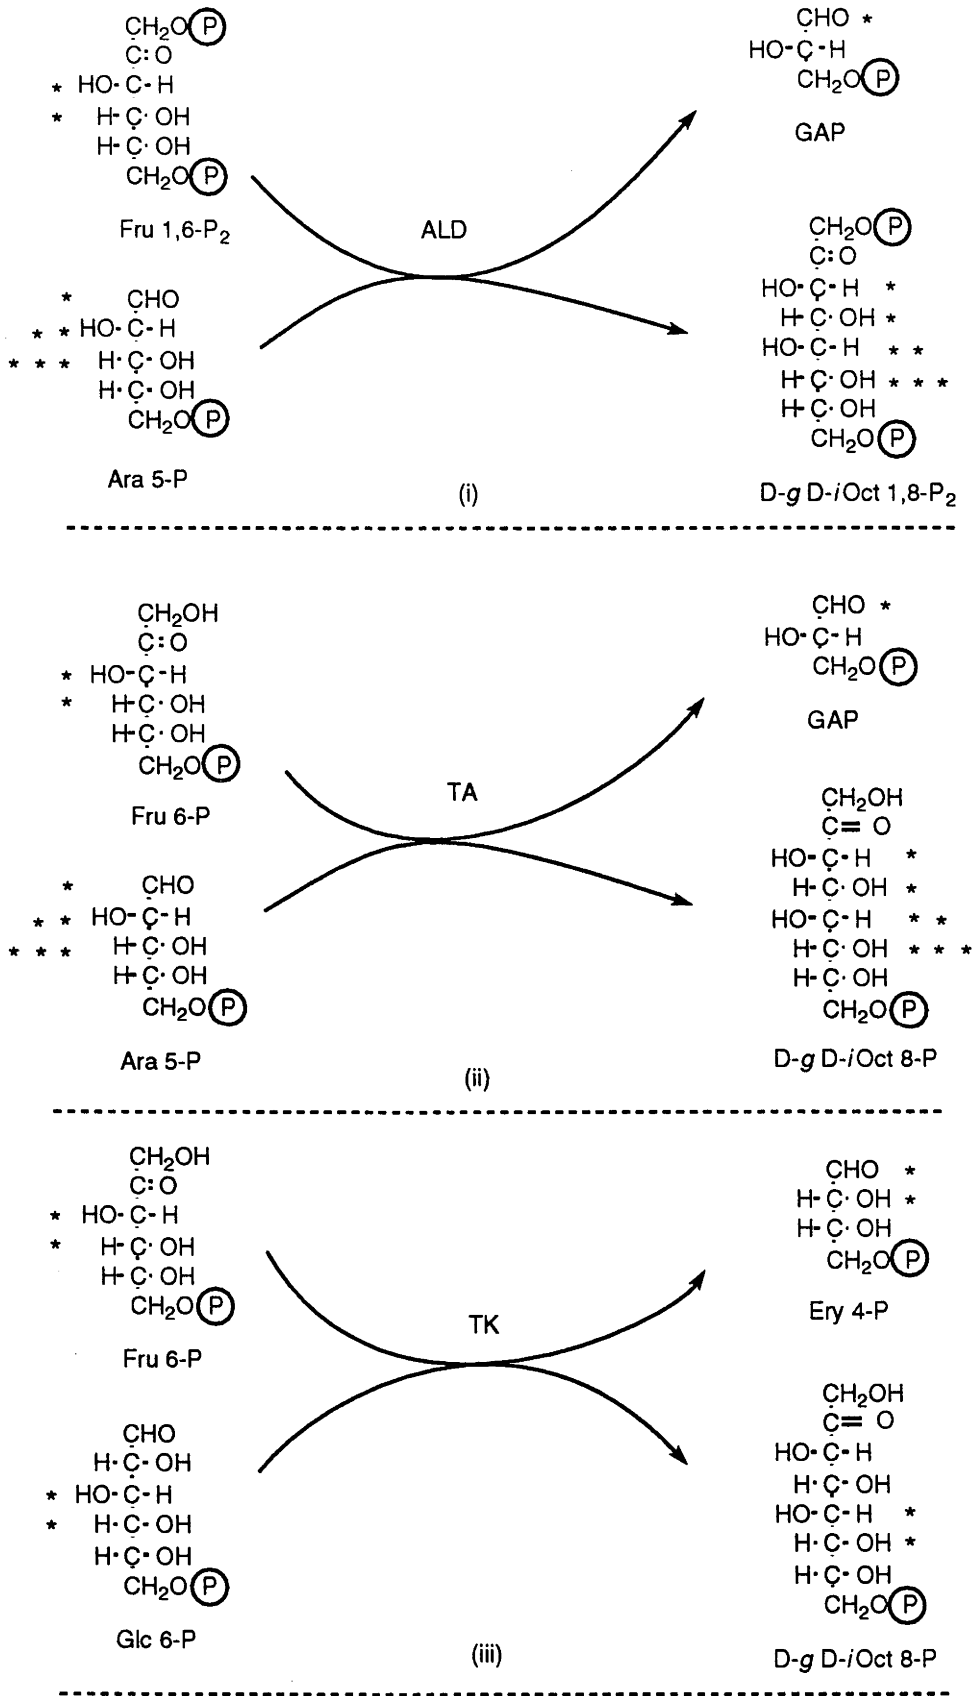 CH2O(P)
C:O
* HO-C-H
* H-C·OH
H-C·OH
CH2O(P)
Fru 1,6-P2
* CHO
* * HO-C-H
* * * H·C·OH
H·C·OH
CH2O(P)
Ara 5-P
ALD
CHO *
HO-C-H
CH2O(P)
GAP
CH2O(P)
C:O
HO-C-H *
H-C·OH *
HO-C-H * *
H-C·OH * * *
H-C·OH
CH2O(P)
D-g D-iOct 1,8-P2
(i)
CH2OH
C:O
* HO-C-H
* H-C·OH
H-C·OH
CH2O(P)
Fru 6-P
* CHO
* * HO-C-H
* * * H-C·OH
H-C·OH
CH2O(P)
Ara 5-P
TA
CHO *
HO-C-H
CH2O(P)
GAP
CH2OH
C= O
HO-C-H *
H-C·OH *
HO-C-H * *
H-C·OH * * *
H-C·OH
CH2O(P)
D-g D-iOct 8-P
(ii)
CH2OH
C:O
* HO-C-H
* H-C·OH
H-C·OH
CH2O(P)
Fru 6-P
CHO
H·C-OH
* HO-C-H
* H·C-OH
H·C-OH
CH2O(P)
Glc 6-P
TK
CHO *
H-C·OH *
H-C·OH
CH2O(P)
Ery 4-P
CH2OH
C= O
HO-C-H
H·C-OH
HO-C-H *
H·C-OH *
H·C-OH
CH2O(P)
D-g D-iOct 8-P
(iii)